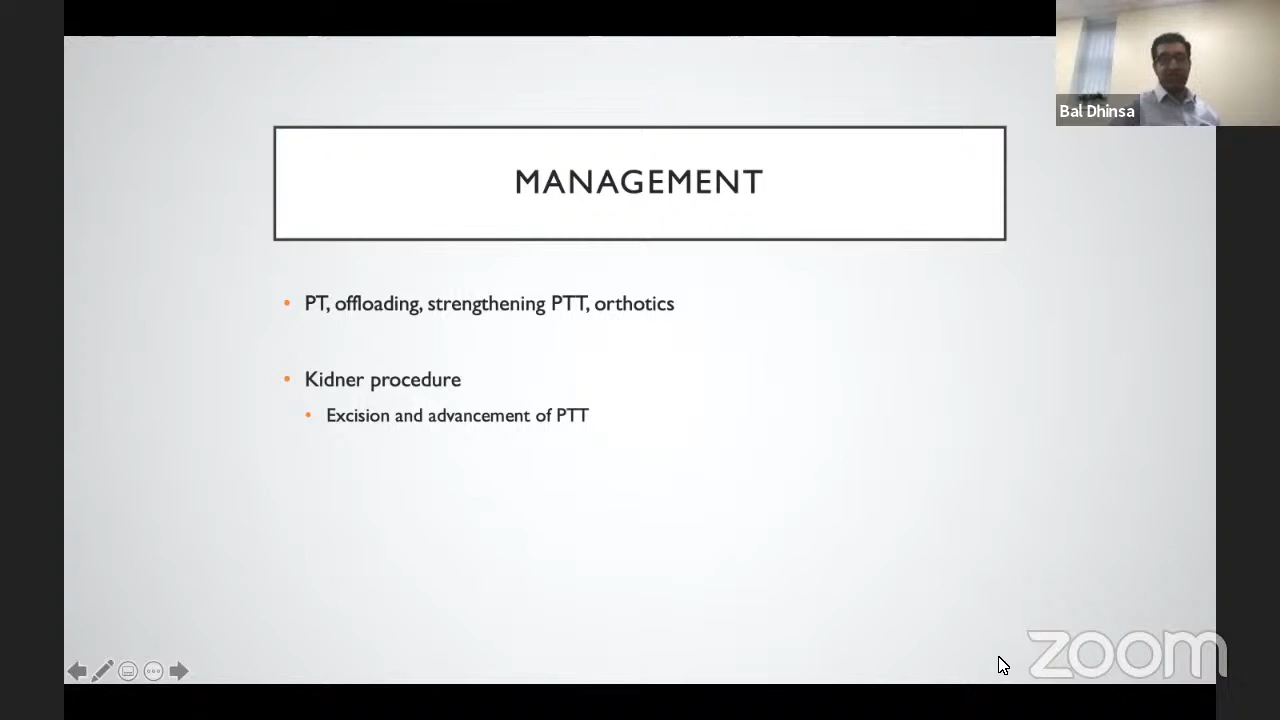 Bal Dhinsa
MANAGEMENT
PT, offloading, strengthening PTT, orthotics
Kidner procedure
Excision and advancement of PTT
zoom